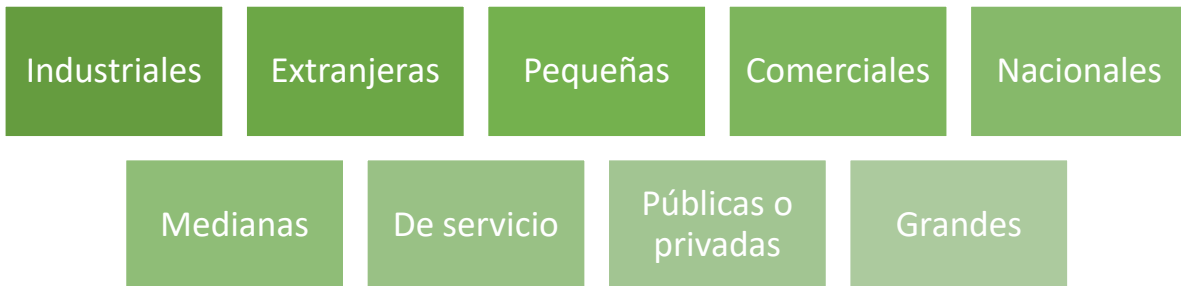 Industriales
Extranjeras
Pequeñas
Comerciales
Nacionales
Medianas
De servicio
Públicas o
privadas
Grandes